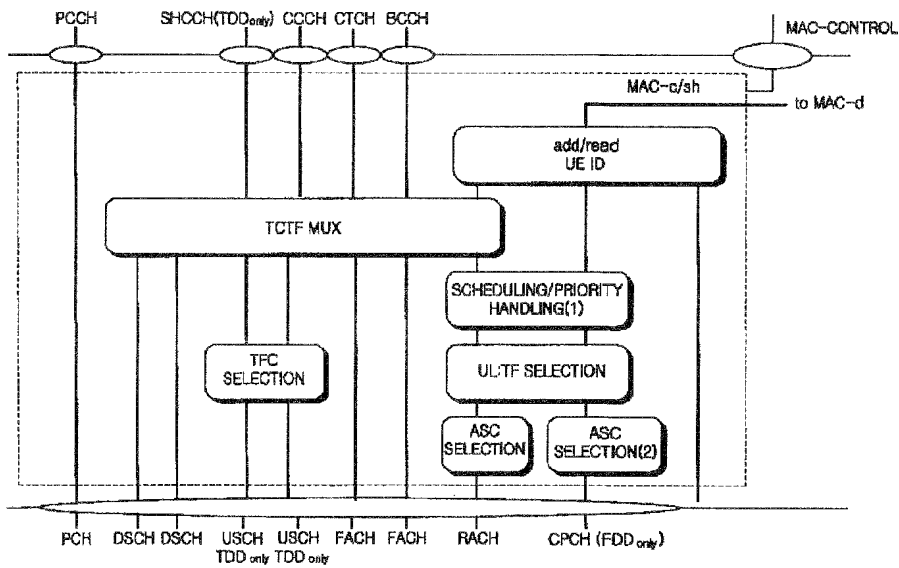 PCCH SHCCH(TDD only) CCCH CTCH BCCH
MAC-CONTROL
MAC-c/sh
to MAC-d
add/read
UE ID
TCTF MUX
SCHEDULING/PRIORITY
HANDLING(1)
TFC
SELECTION
UL:TF SELECTION
ASC
SELECTION
ASC
SELECTION(2)
PCH DSCH DSCH USCH USCH FACH FACH RACH CPCH (FDD only)
TDD only TDD only